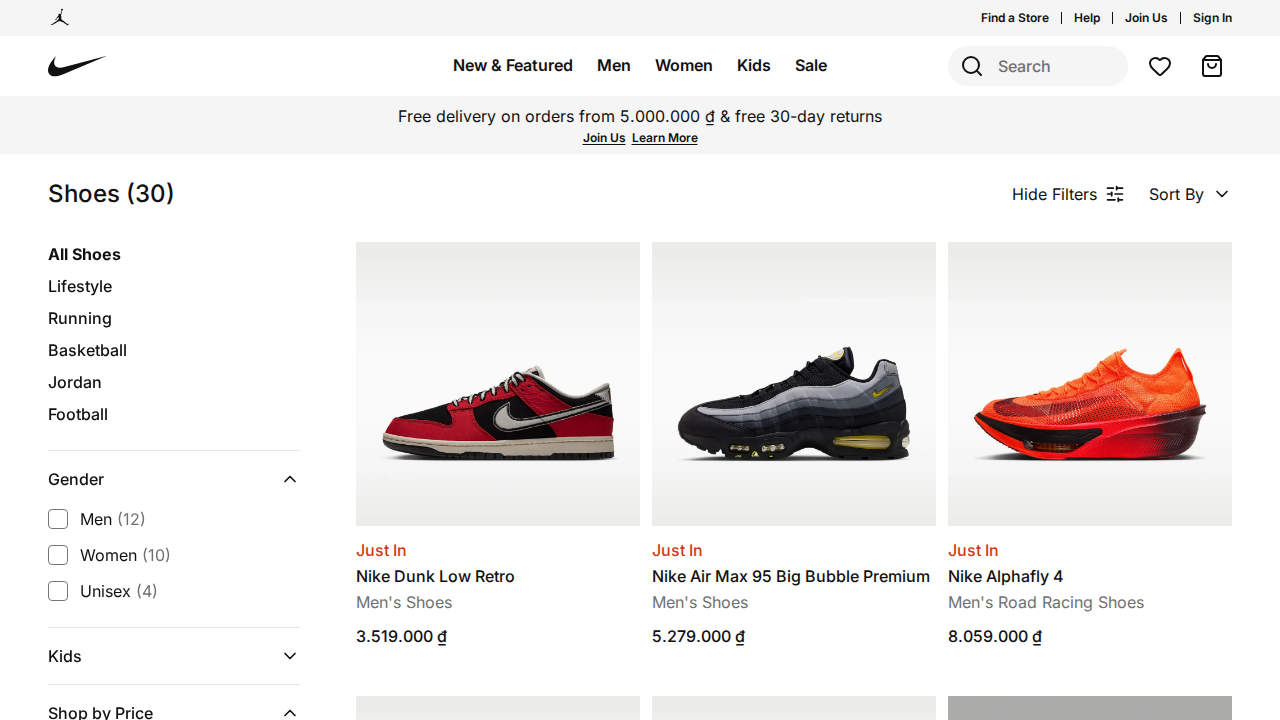 Find a Store
Help
Join Us
Sign In
New & Featured
Men
Women
Kids
Sale
Search
Free delivery on orders from 5.000.000 ₫ & free 30-day returns
Join Us Learn More
Shoes (30)
Hide Filters
Sort By
All Shoes
Lifestyle
Running
Basketball
Jordan
Football
Gender
Men (12)
Women (10)
Unisex (4)
Kids
Shop by Price
Just In
Nike Dunk Low Retro
Men's Shoes
3.519.000 ₫
Just In
Nike Air Max 95 Big Bubble Premium
Men's Shoes
5.279.000 ₫
Just In
Nike Alphafly 4
Men's Road Racing Shoes
8.059.000 ₫